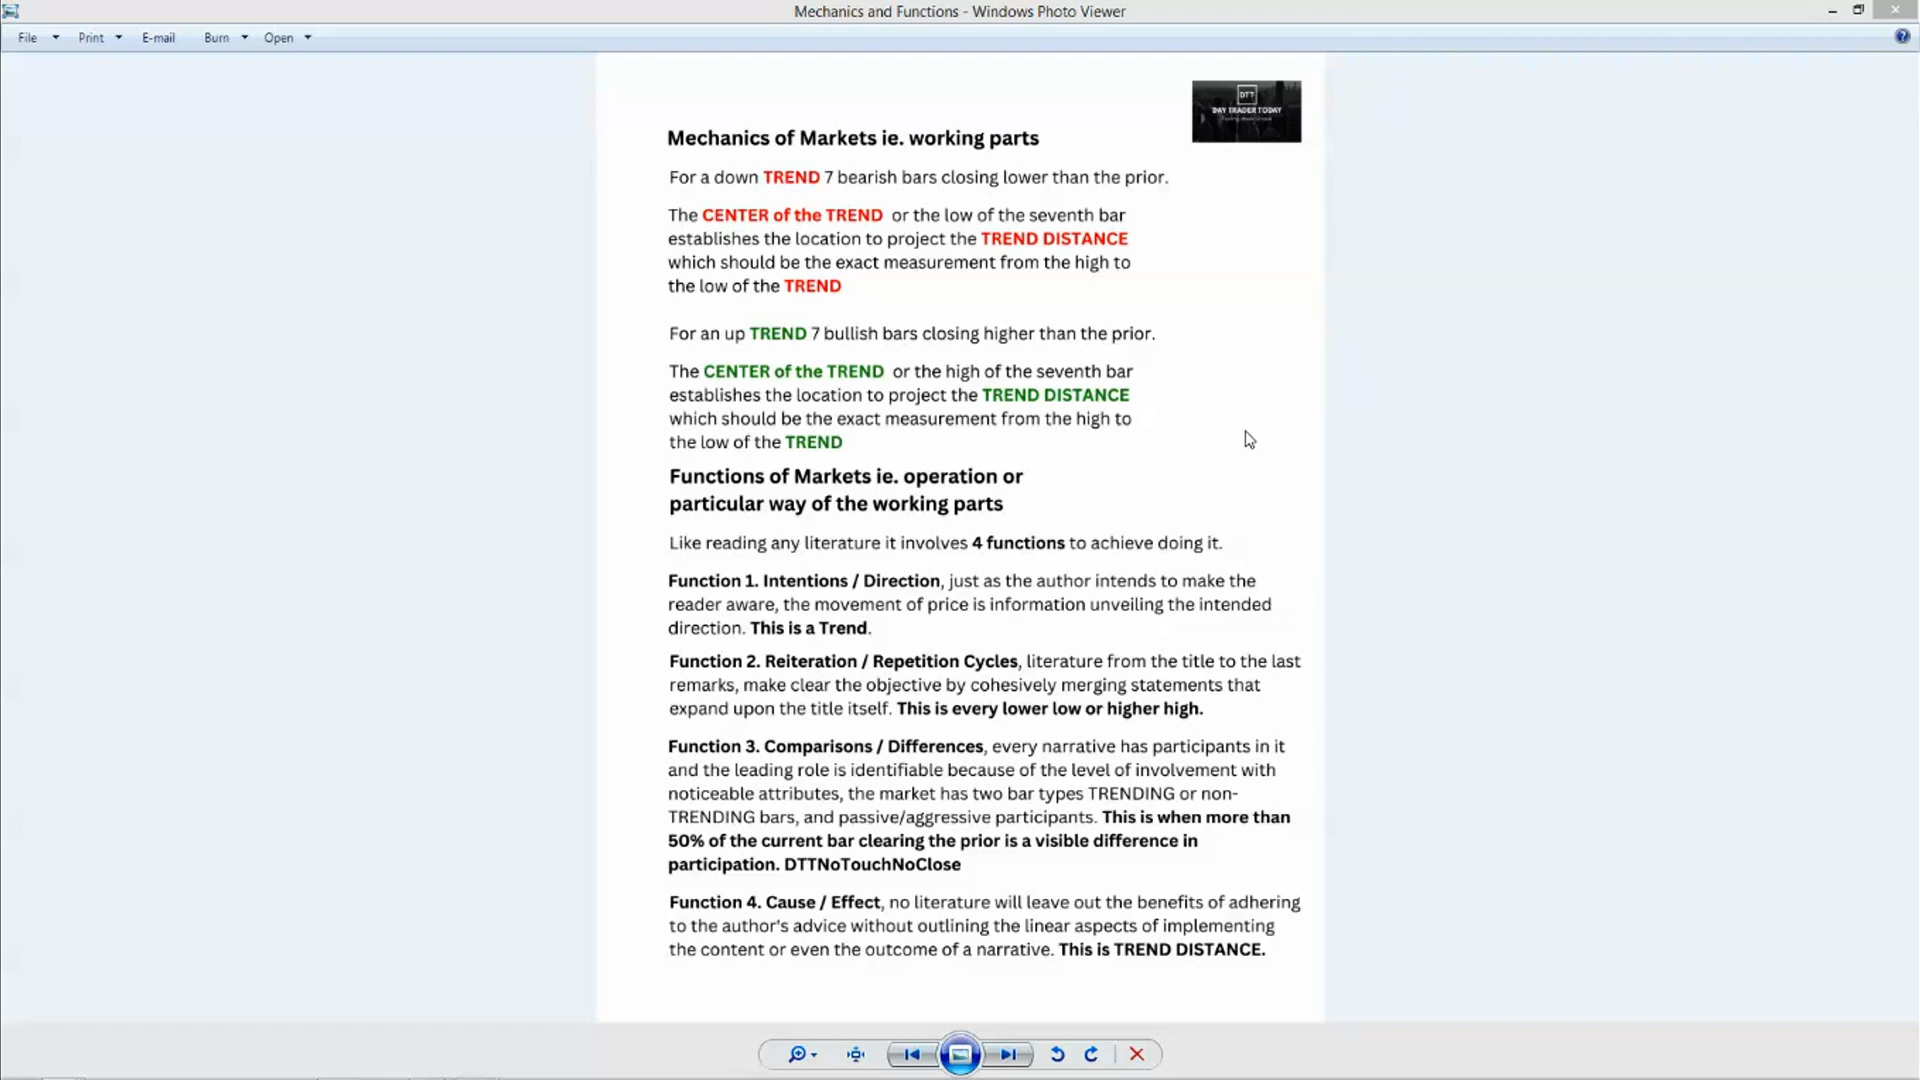 Mechanics and Functions - Windows Photo Viewer
File Print E-mail Burn Open
DTT
DAY TRADER TODAY
Mechanics of Markets ie. working parts
For a down TREND 7 bearish bars closing lower than the prior.
The CENTER of the TREND or the low of the seventh bar
establishes the location to project the TREND DISTANCE
which should be the exact measurement from the high to
the low of the TREND
For an up TREND 7 bullish bars closing higher than the prior.
The CENTER of the TREND or the high of the seventh bar
establishes the location to project the TREND DISTANCE
which should be the exact measurement from the high to
the low of the TREND
Functions of Markets ie. operation or
particular way of the working parts
Like reading any literature it involves 4 functions to achieve doing it.
Function 1. Intentions / Direction, just as the author intends to make the
reader aware, the movement of price is information unveiling the intended
direction. This is a Trend.
Function 2. Reiteration / Repetition Cycles, literature from the title to the last
remarks, make clear the objective by cohesively merging statements that
expand upon the title itself. This is every lower low or higher high.
Function 3. Comparisons / Differences, every narrative has participants in it
and the leading role is identifiable because of the level of involvement with
noticeable attributes, the market has two bar types TRENDING or non-
TRENDING bars, and passive/aggressive participants. This is when more than
50% of the current bar clearing the prior is a visible difference in
participation. DTTNoTouchNoClose
Function 4. Cause / Effect, no literature will leave out the benefits of adhering
to the author's advice without outlining the linear aspects of implementing
the content or even the outcome of a narrative. This is TREND DISTANCE.